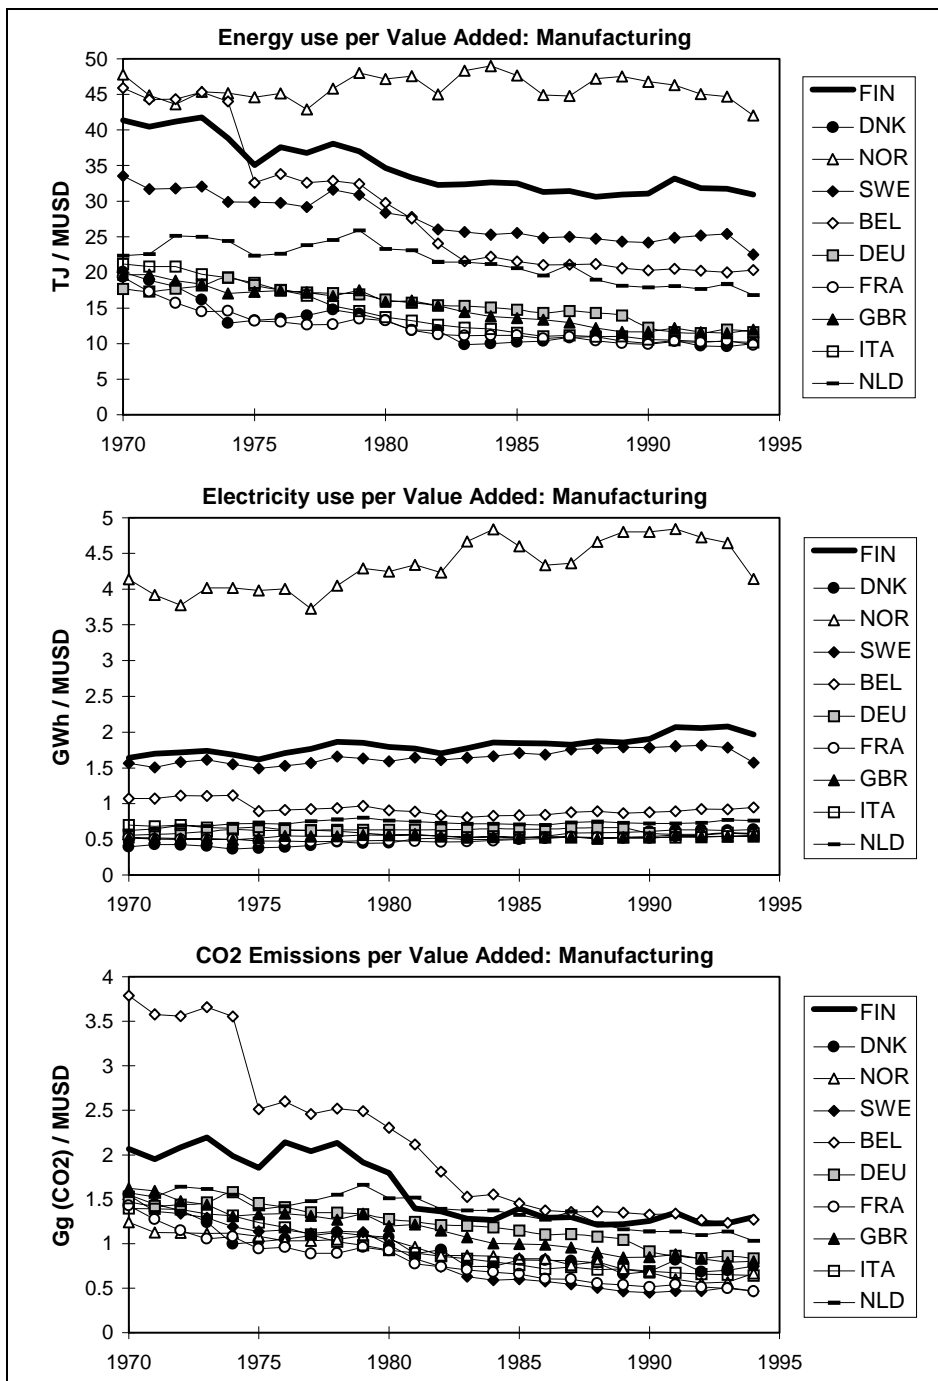 Energy use per Value Added: Manufacturing
TJ / MUSD
50
45
40
35
30
25
20
15
10
5
0
1970 1975 1980 1985 1990 1995
FIN
DNK
NOR
SWE
BEL
DEU
FRA
GBR
ITA
NLD
Electricity use per Value Added: Manufacturing
GWh / MUSD
5
4.5
4
3.5
3
2.5
2
1.5
1
0.5
0
1970 1975 1980 1985 1990 1995
FIN
DNK
NOR
SWE
BEL
DEU
FRA
GBR
ITA
NLD
CO2 Emissions per Value Added: Manufacturing
Gg (CO2) / MUSD
4
3.5
3
2.5
2
1.5
1
0.5
0
1970 1975 1980 1985 1990 1995
FIN
DNK
NOR
SWE
BEL
DEU
FRA
GBR
ITA
NLD